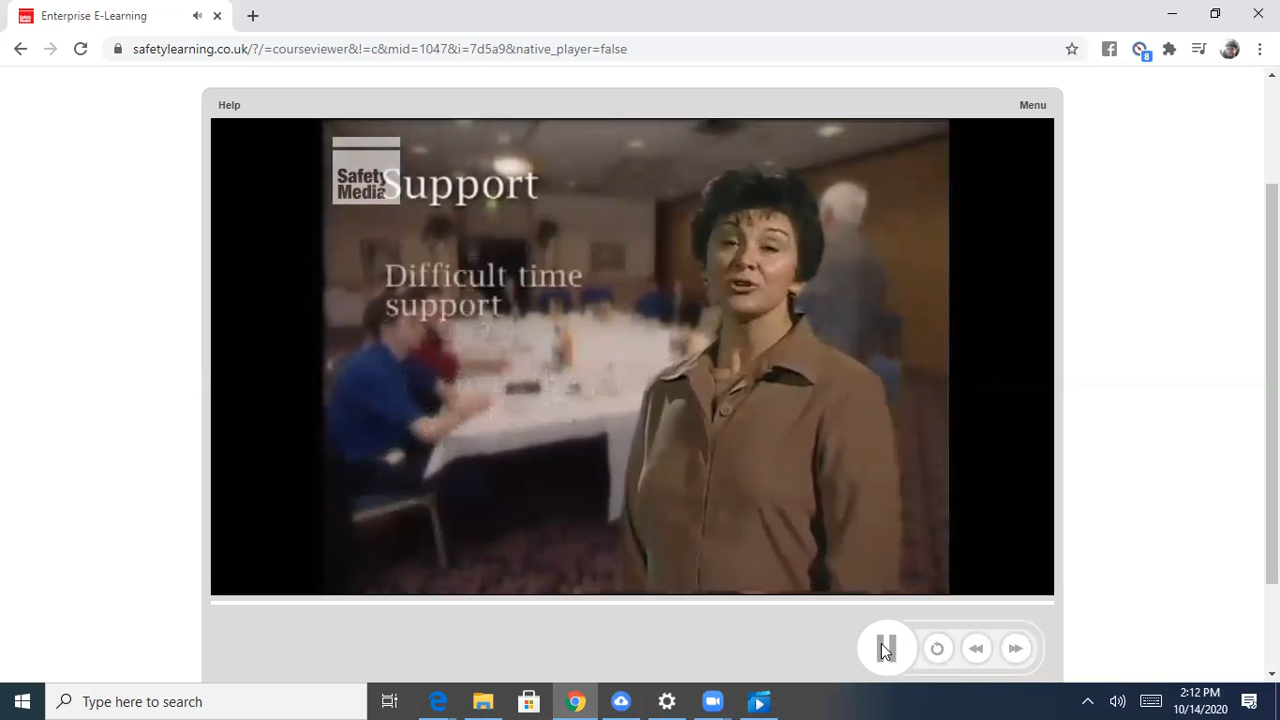 Enterprise E-Learning
safetylearning.co.uk/?/=courseviewer&!=c&mid=1047&i=7d5a9&native_player=false
8
Help
Menu
Safety
Media
Support
Difficult time
support
Type here to search
2:12 PM
10/14/2020